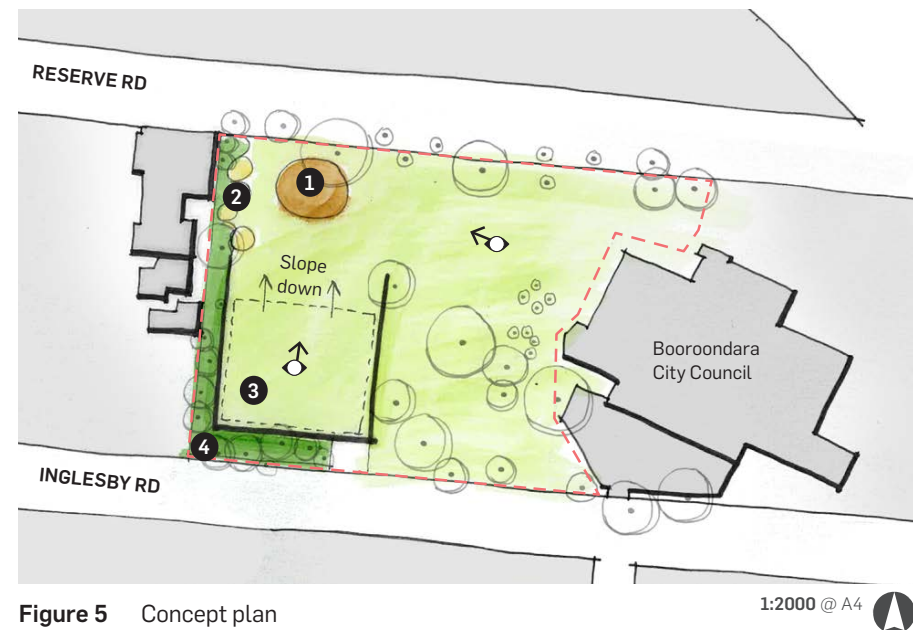 RESERVE RD
1
2
Slope
down
Booroondara
City Council
3
4
INGLESBY RD
Figure 5 Concept plan
1:2000 @ A4